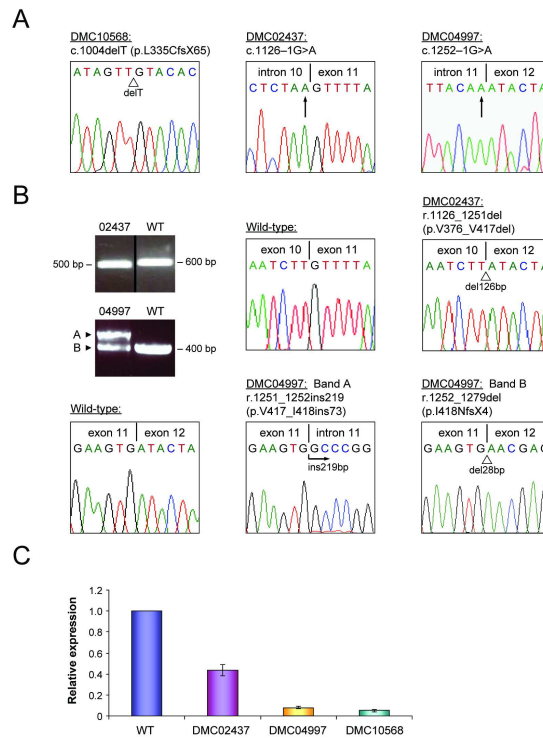 A
DMC10568:
c.1004delT (p.L335CfsX65)
ATAGTTGTACAC
delT
DMC02437:
c.1126–1G>A
intron 10 exon 11
CTCTAAGTTTTA
DMC04997:
c.1252–1G>A
intron 11 exon 12
TTACAAATACTA
B
02437 WT
500 bp
600 bp
04997 WT
A
B
400 bp
Wild-type:
exon 10 exon 11
AATCTTGTTTTA
DMC02437:
r.1126_1251del
(p.V376_V417del)
exon 10 exon 12
AATCTTATACTA
del126bp
Wild-type:
exon 11 exon 12
GAAGTGATACTA
DMC04997: Band A
r.1251_1252ins219
(p.V417_I418ins73)
exon 11 intron 11
GAAGTGGCCCGG
ins219bp
DMC04997: Band B
r.1252_1279del
(p.I418NfsX4)
exon 11 exon 12
GAAGTGAACGAG
del28bp
C
Relative expression
1.2
1.0
0.8
0.6
0.4
0.2
0
WT DMC02437 DMC04997 DMC10568